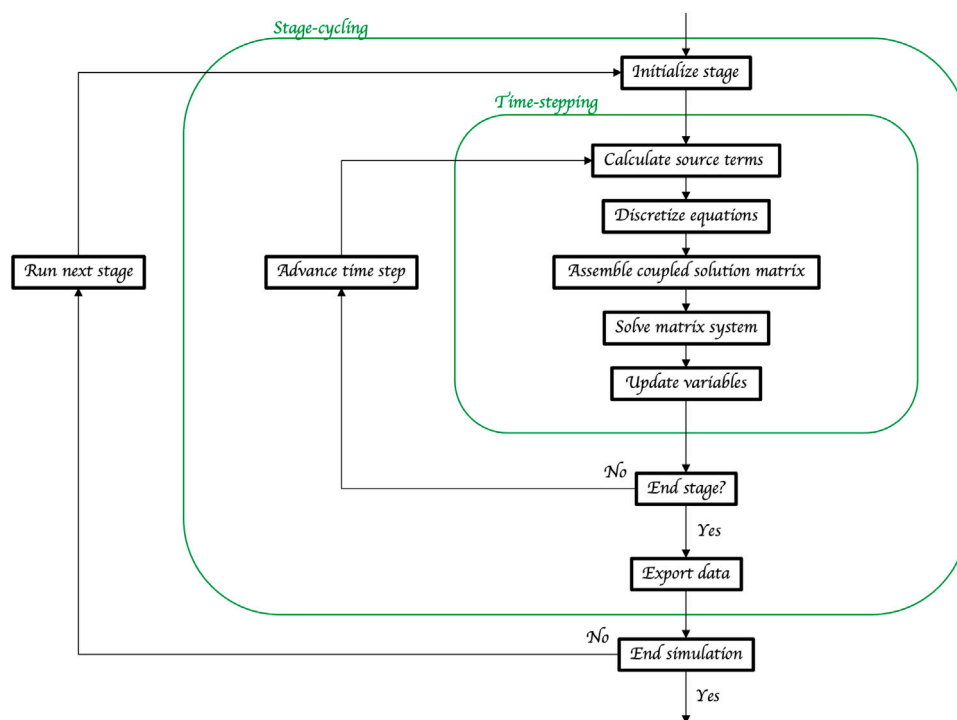 Stage-cycling
Initialize stage
Time-stepping
Calculate source terms
Discretize equations
Run next stage
Advance time step
Assemble coupled solution matrix
Solve matrix system
Update variables
No
End stage?
Yes
Export data
No
End simulation
Yes